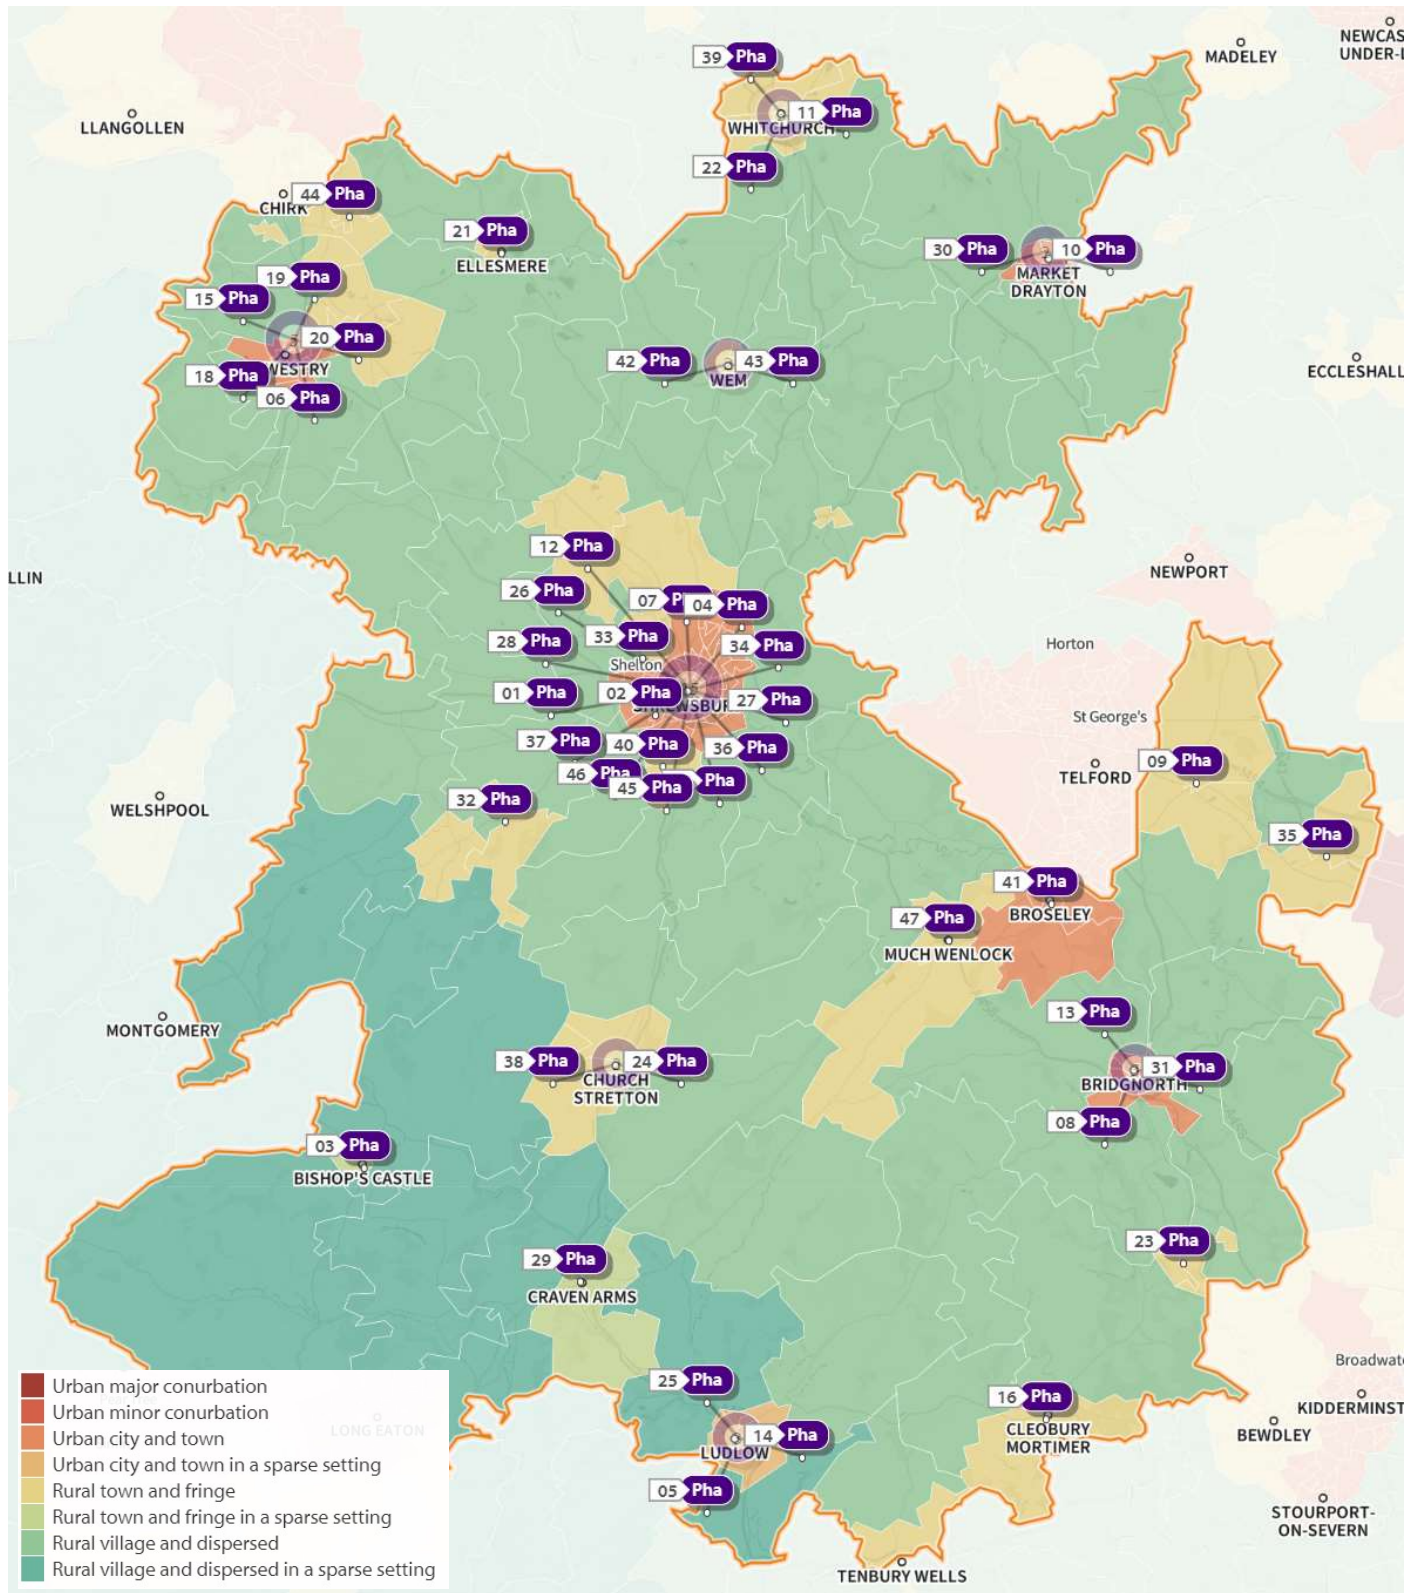 39 Pha
MADELEY
NEWCAS
UNDER-L
LLANGOLLEN
11 Pha
WHITCHURCH
22 Pha
44 Pha
CHIRK
21 Pha
ELLESMERE
30 Pha
10 Pha
MARKET
DRAYTON
19 Pha
15 Pha
20 Pha
WESTRY
18 Pha
06 Pha
42 Pha
43 Pha
WEM
ECCLESHALL
12 Pha
LLIN
NEWPORT
26 Pha
07
04 Pha
33 Pha
28 Pha
34 Pha
Horton
Shelton
01 Pha
02 Pha
27 Pha
St George's
37 Pha
40 Pha
36 Pha
09 Pha
TELFORD
46 Pha
45 Pha
Pha
32 Pha
WELSHPOOL
35 Pha
41 Pha
BROSELEY
47 Pha
MUCH WENLOCK
MONTGOMERY
13 Pha
38 Pha
24 Pha
CHURCH
STRETTON
31 Pha
BRIDGNORTH
08 Pha
03 Pha
BISHOP'S CASTLE
23 Pha
29 Pha
CRAVEN ARMS
Broadwate
25 Pha
16 Pha
CLEOBURY
MORTIMER
KIDDERMINST
BEWDLEY
14 Pha
LUDLOW
05 Pha
STOURPORT-
ON-SEVERN
TENBURY WELLS
LONG EATON
Urban major conurbation
Urban minor conurbation
Urban city and town
Urban city and town in a sparse setting
Rural town and fringe
Rural town and fringe in a sparse setting
Rural village and dispersed
Rural village and dispersed in a sparse setting